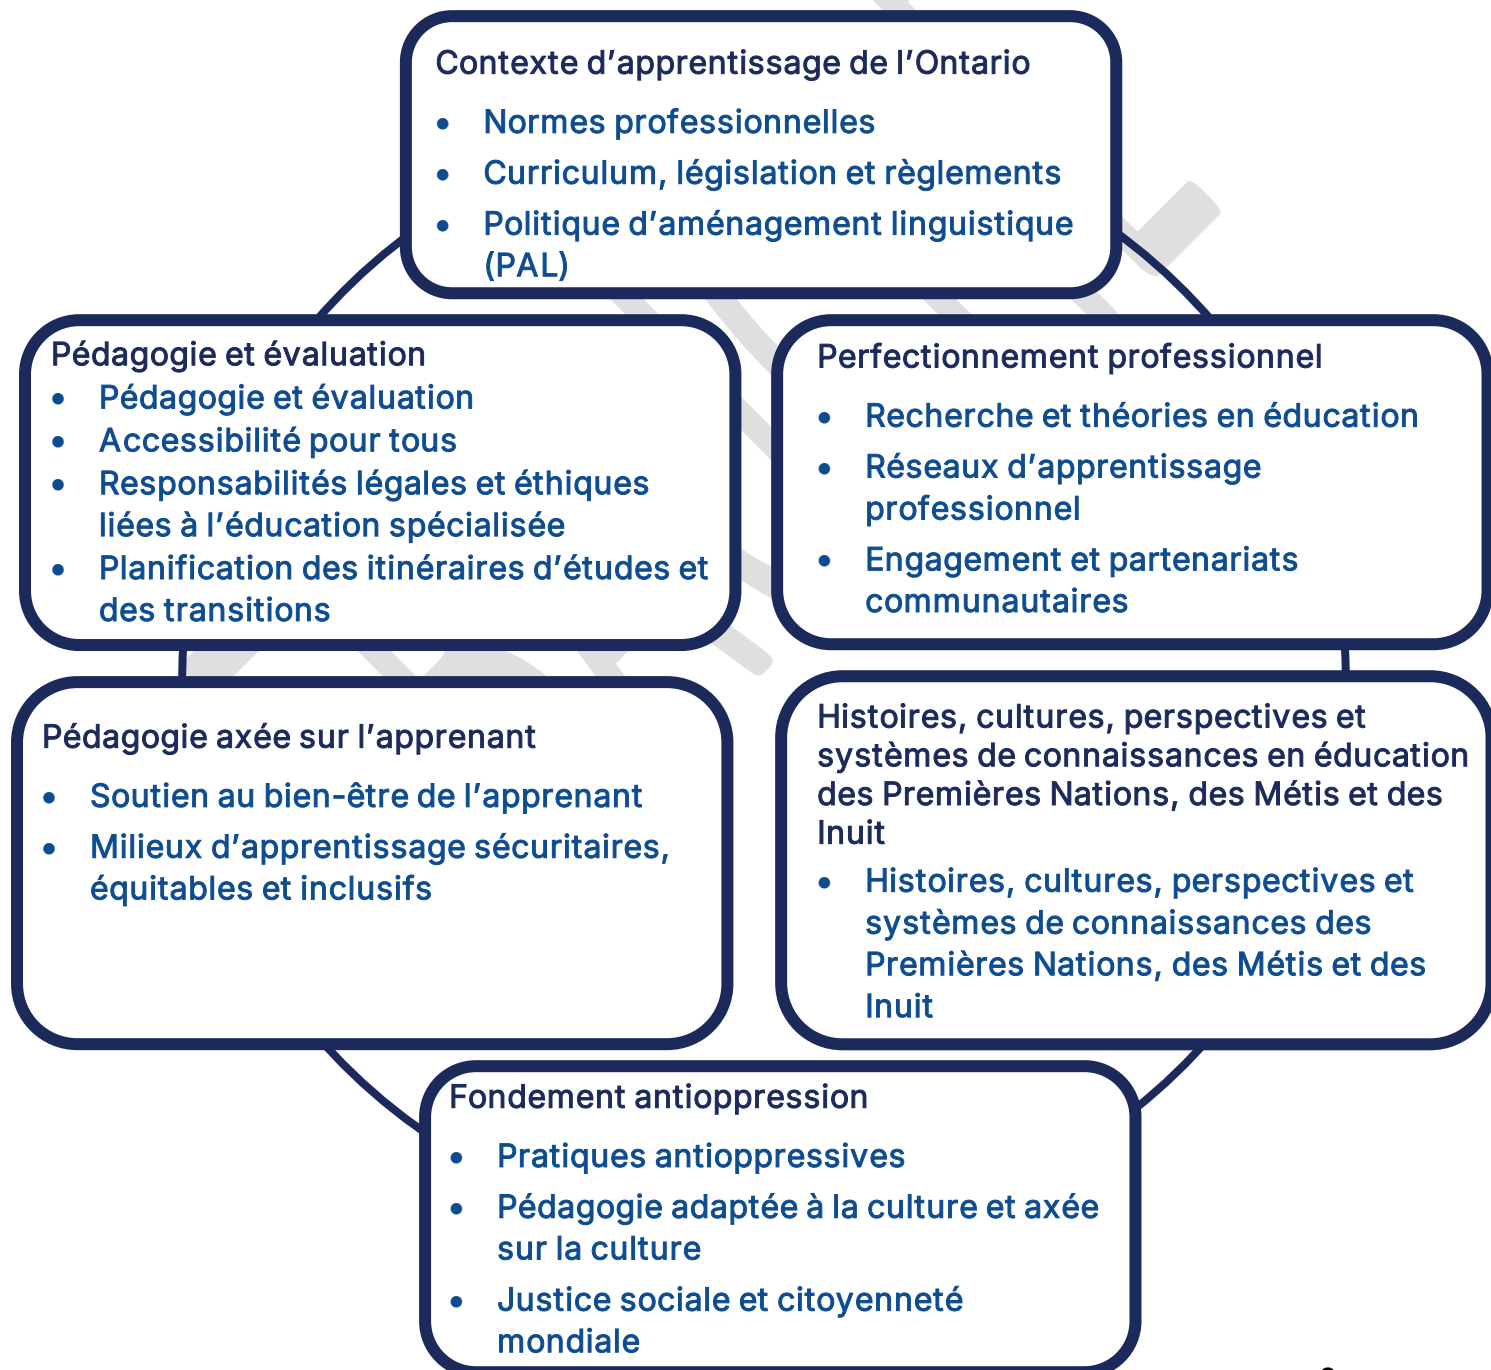 Contexte d’apprentissage de l’Ontario
• Normes professionnelles
• Curriculum, législation et règlements
• Politique d’aménagement linguistique
(PAL)
Pédagogie et évaluation
• Pédagogie et évaluation
• Accessibilité pour tous
• Responsabilités légales et éthiques
liées à l’éducation spécialisée
• Planification des itinéraires d’études et
des transitions
Perfectionnement professionnel
• Recherche et théories en éducation
• Réseaux d’apprentissage
professionnel
• Engagement et partenariats
communautaires
Pédagogie axée sur l’apprenant
• Soutien au bien-être de l’apprenant
• Milieux d’apprentissage sécuritaires,
équitables et inclusifs
Histoires, cultures, perspectives et
systèmes de connaissances en éducation
des Premières Nations, des Métis et des
Inuit
• Histoires, cultures, perspectives et
systèmes de connaissances des
Premières Nations, des Métis et des
Inuit
Fondement antioppression
• Pratiques antioppressives
• Pédagogie adaptée à la culture et axée
sur la culture
• Justice sociale et citoyenneté
mondiale